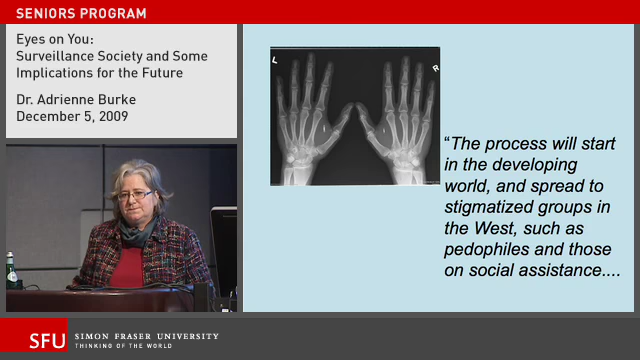 SENIORS PROGRAM
Eyes on You:
Surveillance Society and Some
Implications for the Future
Dr. Adrienne Burke
December 5, 2009
L
R
“The process will start
in the developing
world, and spread to
stigmatized groups in
the West, such as
pedophiles and those
on social assistance....
SFU
SIMON FRASER UNIVERSITY
THINKING OF THE WORLD